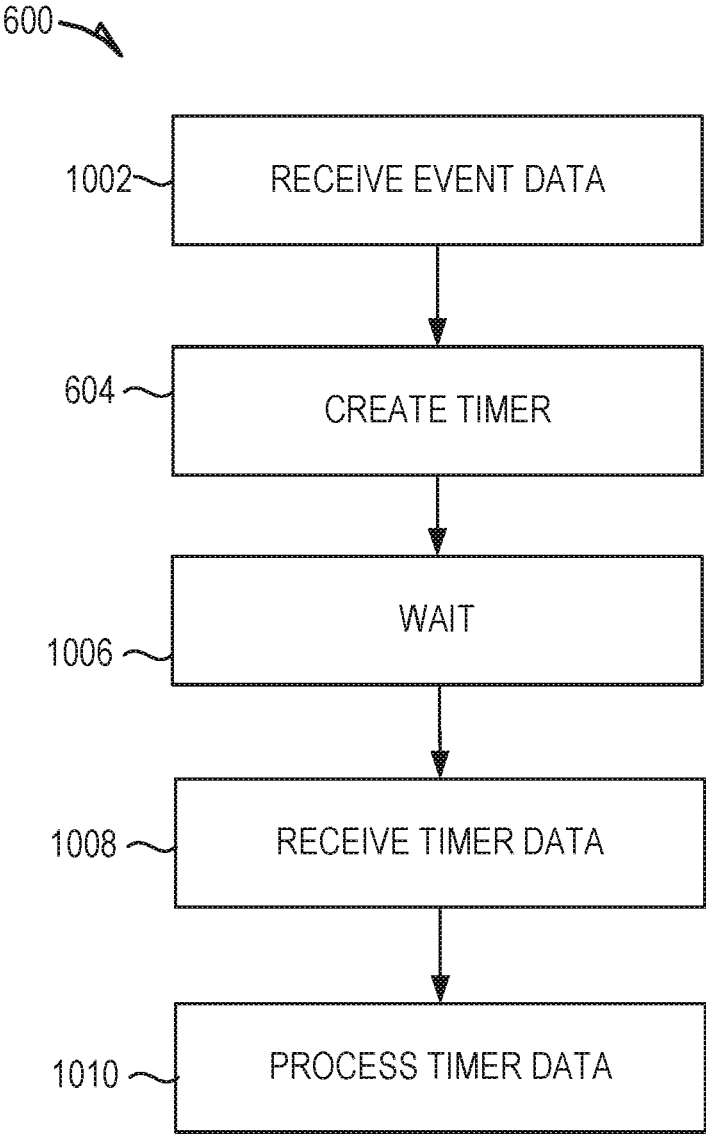 600
1002
RECEIVE EVENT DATA
604
CREATE TIMER
WAIT
1006
RECEIVE TIMER DATA
1008
PROCESS TIMER DATA
1010